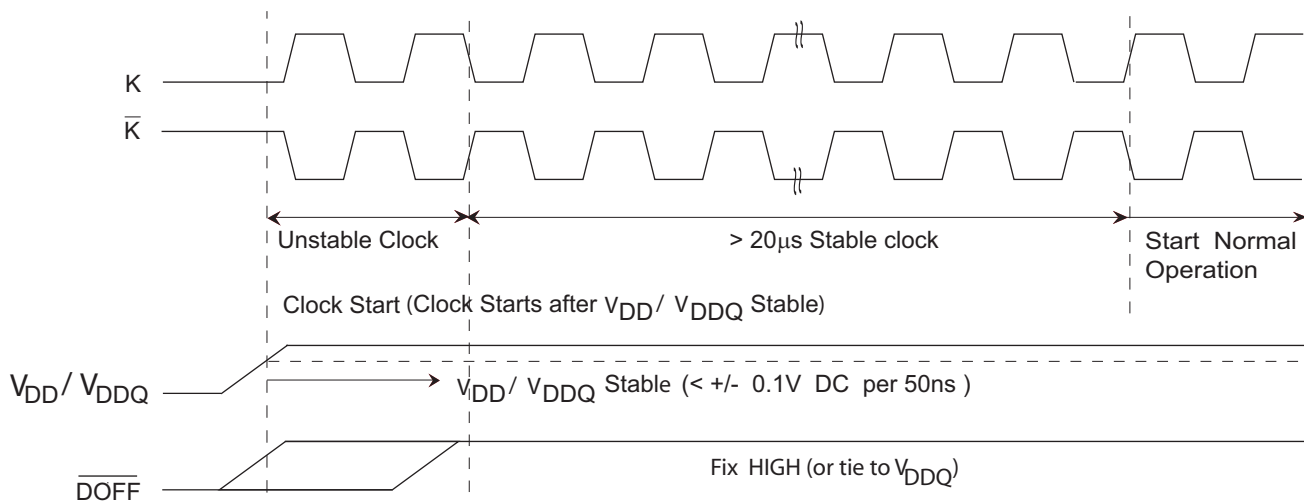 K
K̅
Unstable Clock
> 20μs Stable clock
Start Normal
Operation
Clock Start (Clock Starts after VDD/ VDDQ Stable)
VDD/ VDDQ
VDD/ VDDQ Stable (< +/- 0.1V DC per 50ns )
Fix HIGH (or tie to VDDQ)
D̅O̅F̅F̅